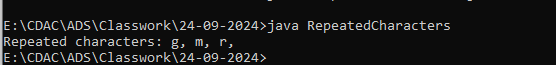 E:\CDAC\ADS\Classwork\24-09-2024>java RepeatedCharacters
Repeated characters: g, m, r,
E:\CDAC\ADS\Classwork\24-09-2024>